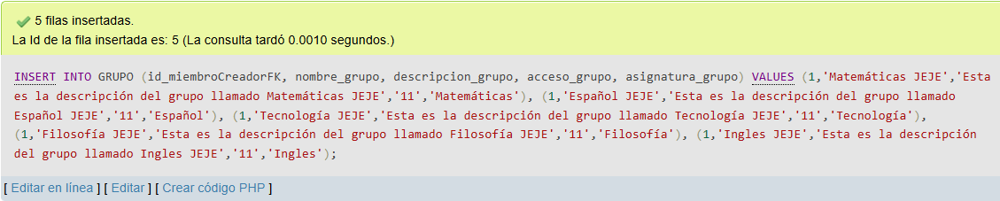 5 filas insertadas.
La Id de la fila insertada es: 5 (La consulta tardó 0.0010 segundos.)
INSERT INTO GRUPO (id_miembroCreadorFK, nombre_grupo, descripcion_grupo, acceso_grupo, asignatura_grupo) VALUES (1,'Matemáticas JEJE','Esta
es la descripción del grupo llamado Matemáticas JEJE','11','Matemáticas'), (1,'Español JEJE','Esta es la descripción del grupo llamado
Español JEJE','11','Español'), (1,'Tecnología JEJE','Esta es la descripción del grupo llamado Tecnología JEJE','11','Tecnología'),
(1,'Filosofía JEJE','Esta es la descripción del grupo llamado Filosofía JEJE','11','Filosofía'), (1,'Ingles JEJE','Esta es la descripción
del grupo llamado Ingles JEJE','11','Ingles');
[ Editar en línea ] [ Editar ] [ Crear código PHP ]